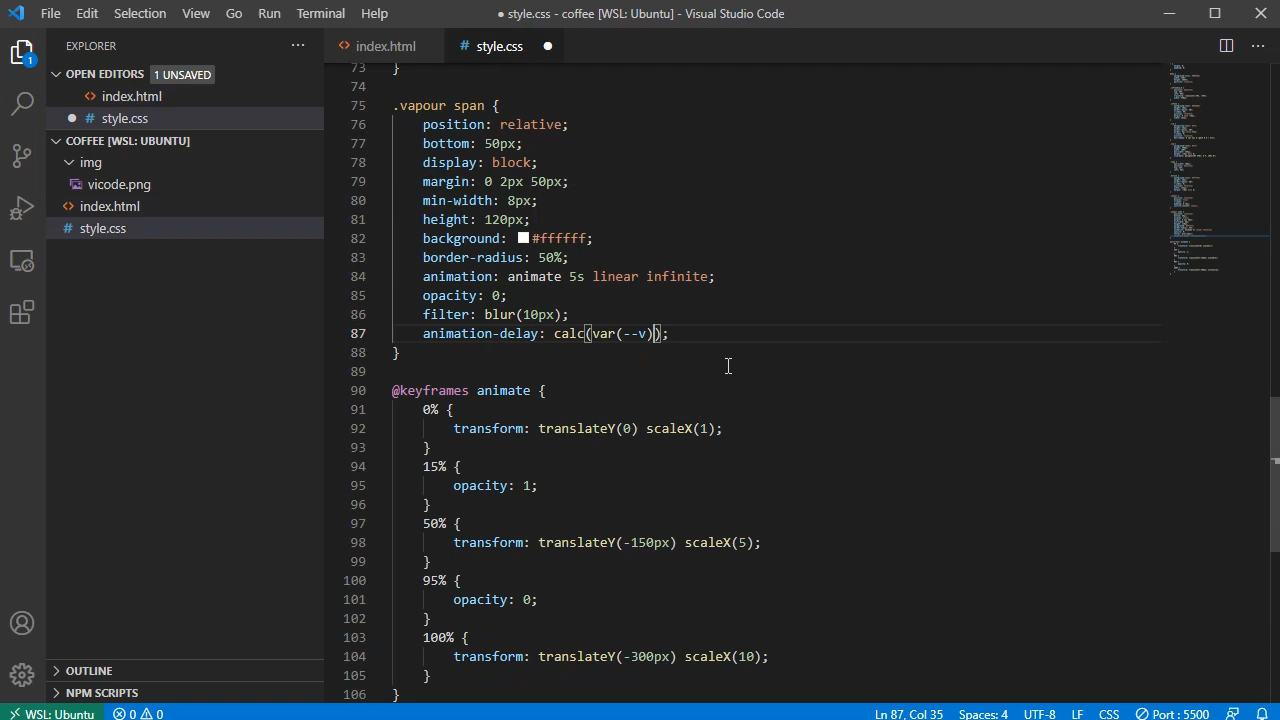 File Edit Selection View Go Run Terminal Help
● style.css - coffee [WSL: Ubuntu] - Visual Studio Code
EXPLORER
index.html
style.css
OPEN EDITORS 1 UNSAVED
index.html
style.css
COFFEE [WSL: UBUNTU]
img
vicode.png
index.html
style.css
OUTLINE
NPM SCRIPTS
1
73 }
74
75 .vapour span {
76 position: relative;
77 bottom: 50px;
78 display: block;
79 margin: 0 2px 50px;
80 min-width: 8px;
81 height: 120px;
82 background: #ffffff;
83 border-radius: 50%;
84 animation: animate 5s linear infinite;
85 opacity: 0;
86 filter: blur(10px);
87 animation-delay: calc(var(--v));
88 }
89
90 @keyframes animate {
91 0% {
92 transform: translateY(0) scaleX(1);
93 }
94 15% {
95 opacity: 1;
96 }
97 50% {
98 transform: translateY(-150px) scaleX(5);
99 }
100 95% {
101 opacity: 0;
102 }
103 100% {
104 transform: translateY(-300px) scaleX(10);
105 }
106 }
WSL: Ubuntu 0 0 Ln 87, Col 35 Spaces: 4 UTF-8 LF CSS Port : 5500